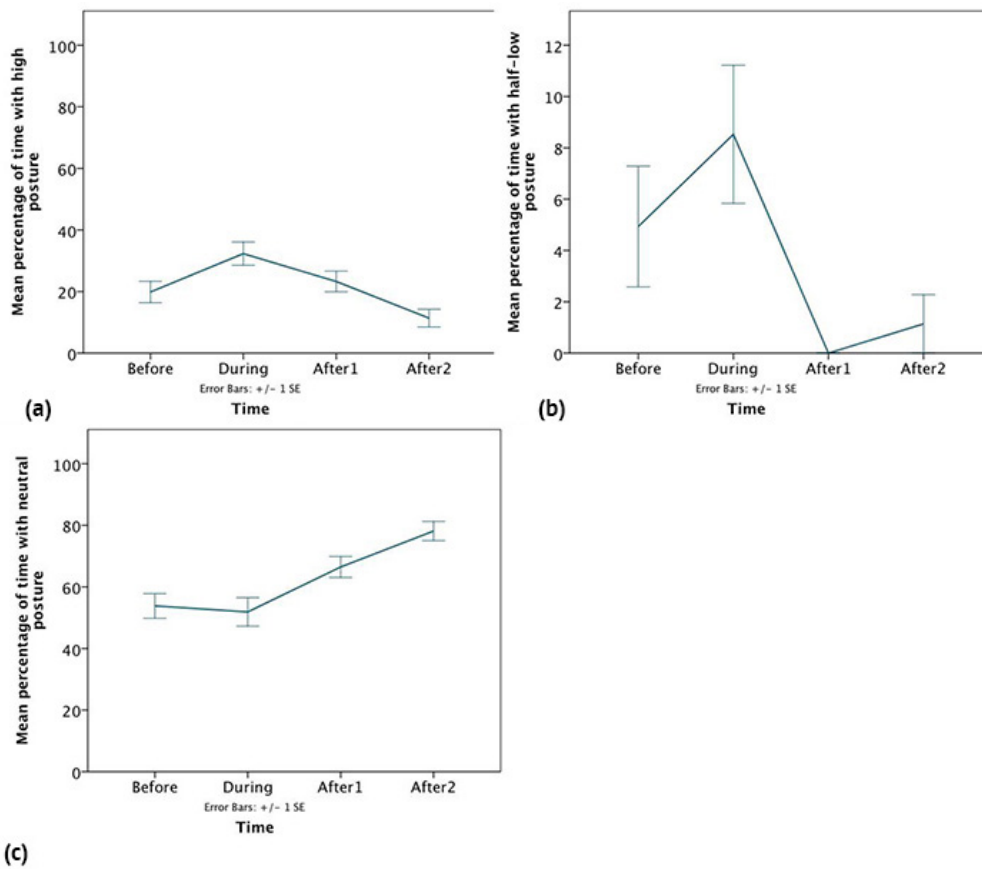 Mean percentage of time with high
posture
100
80
60
40
20
0
Before During After1 After2
Error Bars: +/- 1 SE
Time
(a)
Mean percentage of time with half-low
posture
12
10
8
6
4
2
0
Before During After1 After2
Error Bars: +/- 1 SE
Time
(b)
Mean percentage of time with neutral
posture
100
80
60
40
20
0
Before During After1 After2
Error Bars: +/- 1 SE
Time
(c)